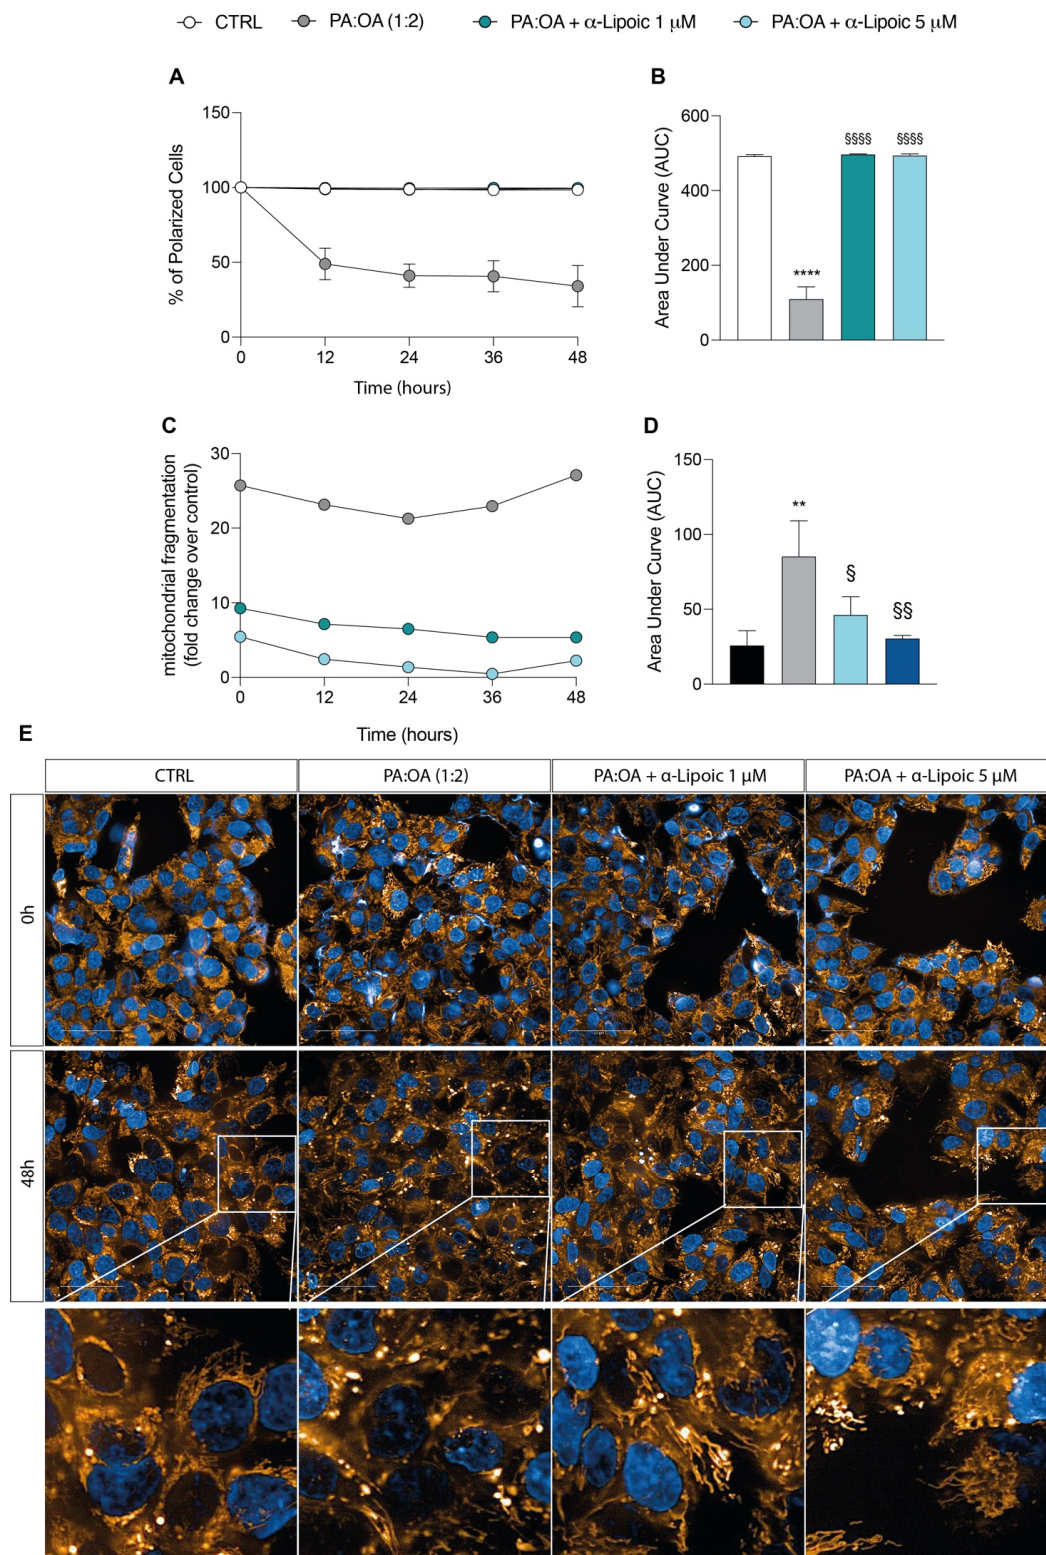 CTRL PA:OA (1:2) PA:OA + α-Lipoic 1 μM PA:OA + α-Lipoic 5 μM
A
% of Polarized Cells
150
100
50
0
0 12 24 36 48
Time (hours)
B
Area Under Curve (AUC)
600
400
200
0
****
§§§§ §§§§
C
mitochondrial fragmentation
(fold change over control)
30
20
10
0
0 12 24 36 48
Time (hours)
D
Area Under Curve (AUC)
150
100
50
0
**
§
§§
E
CTRL PA:OA (1:2) PA:OA + α-Lipoic 1 μM PA:OA + α-Lipoic 5 μM
0h
48h